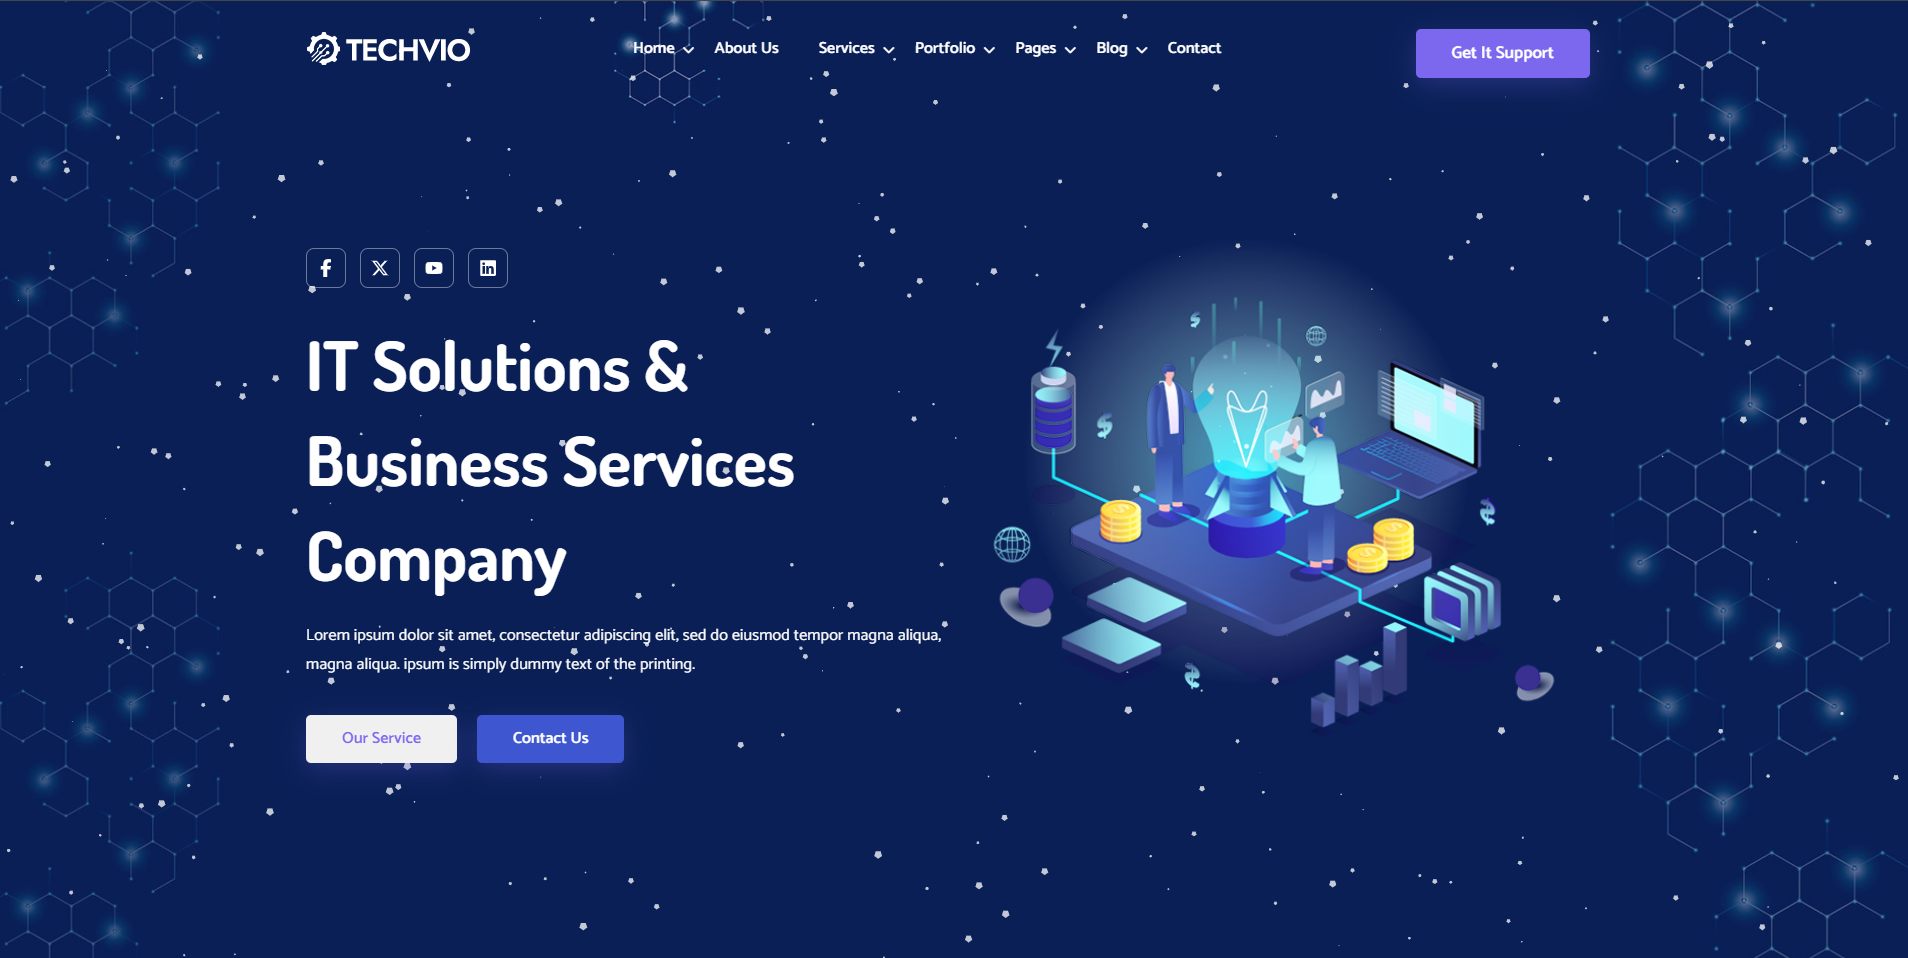 TECHVIO
Home About Us Services Portfolio Pages Blog Contact
Get It Support
IT Solutions &
Business Services
Company
Lorem ipsum dolor sit amet, consectetur adipiscing elit, sed do eiusmod tempor magna aliqua,
magna aliqua. ipsum is simply dummy text of the printing.
Our Service Contact Us